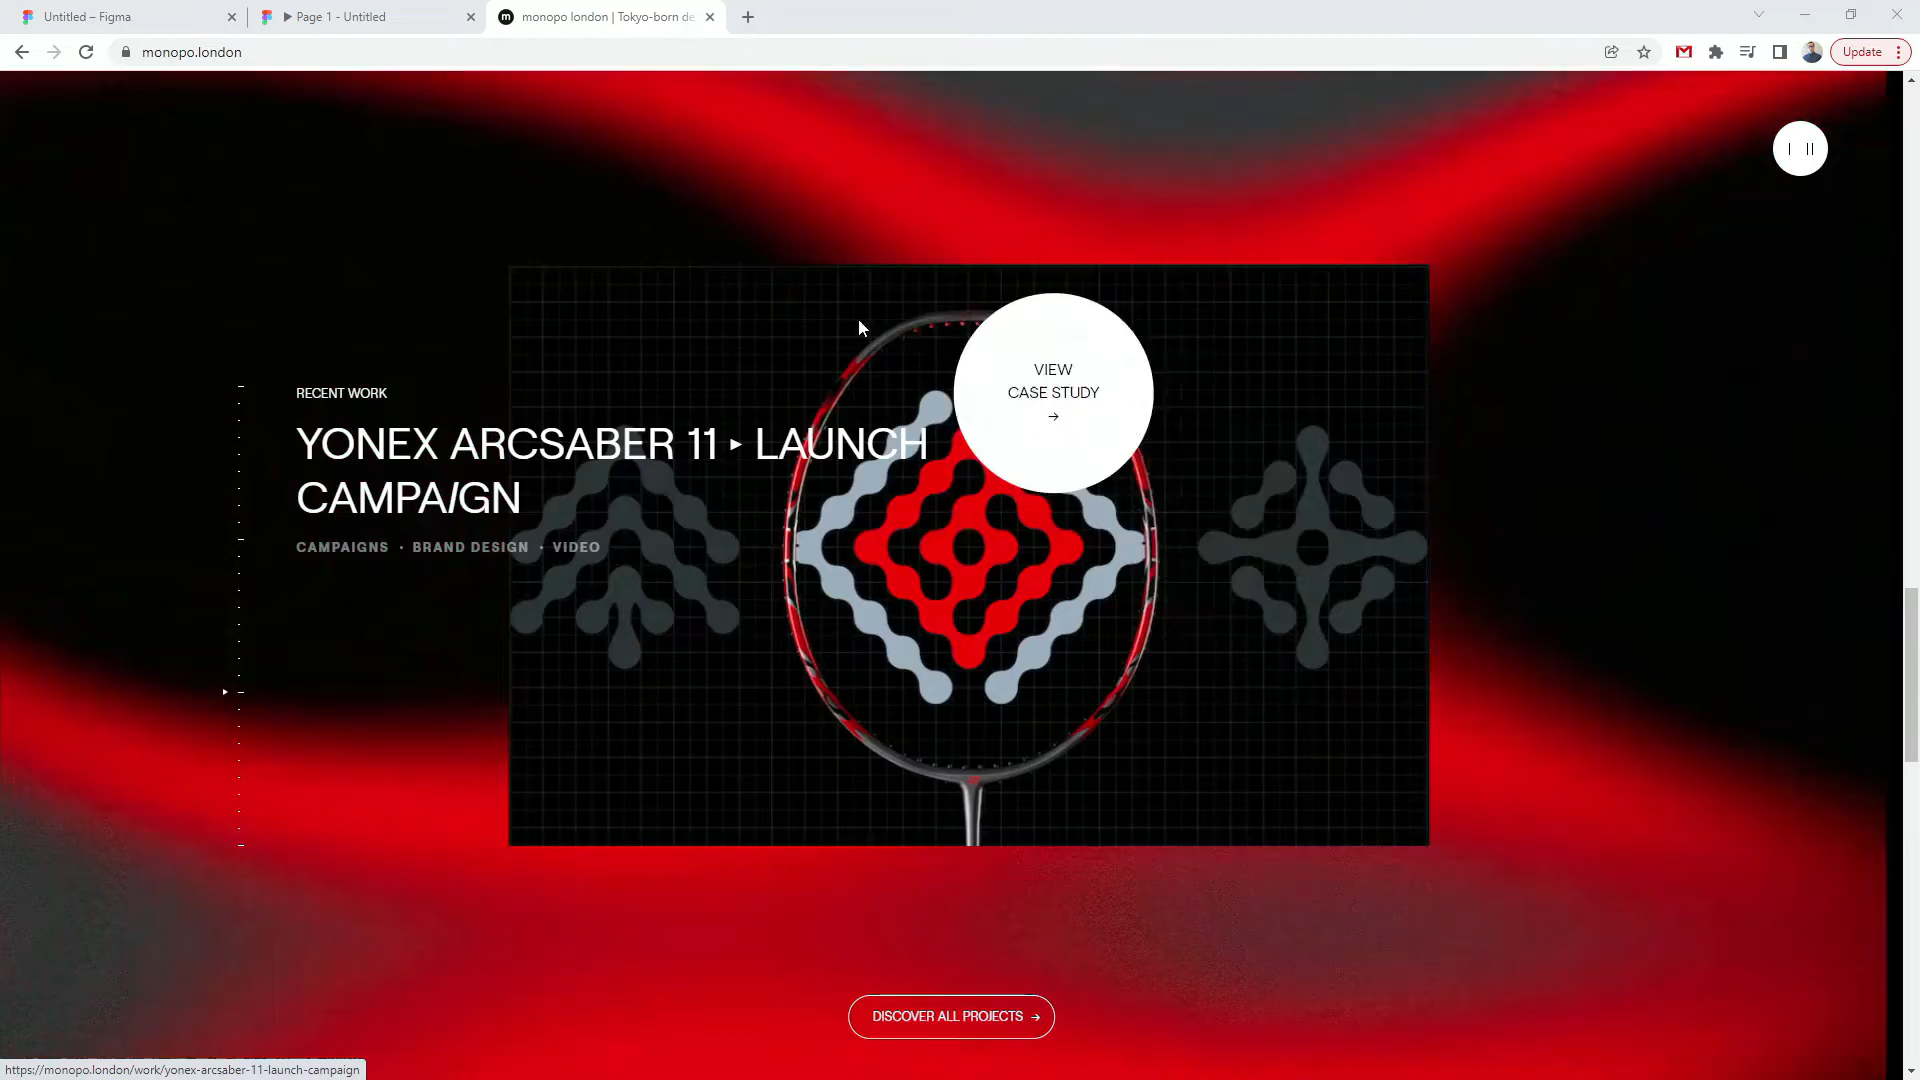 Untitled – Figma
Page 1 - Untitled
m
monopo london | Tokyo-born de
monopo.london
Update
RECENT WORK
YONEX ARCSABER 11 ▸ LAUNCH
CAMPAIGN
CAMPAIGNS · BRAND DESIGN · VIDEO
VIEW
CASE STUDY
→
DISCOVER ALL PROJECTS →
https://monopo.london/work/yonex-arcsaber-11-launch-campaign